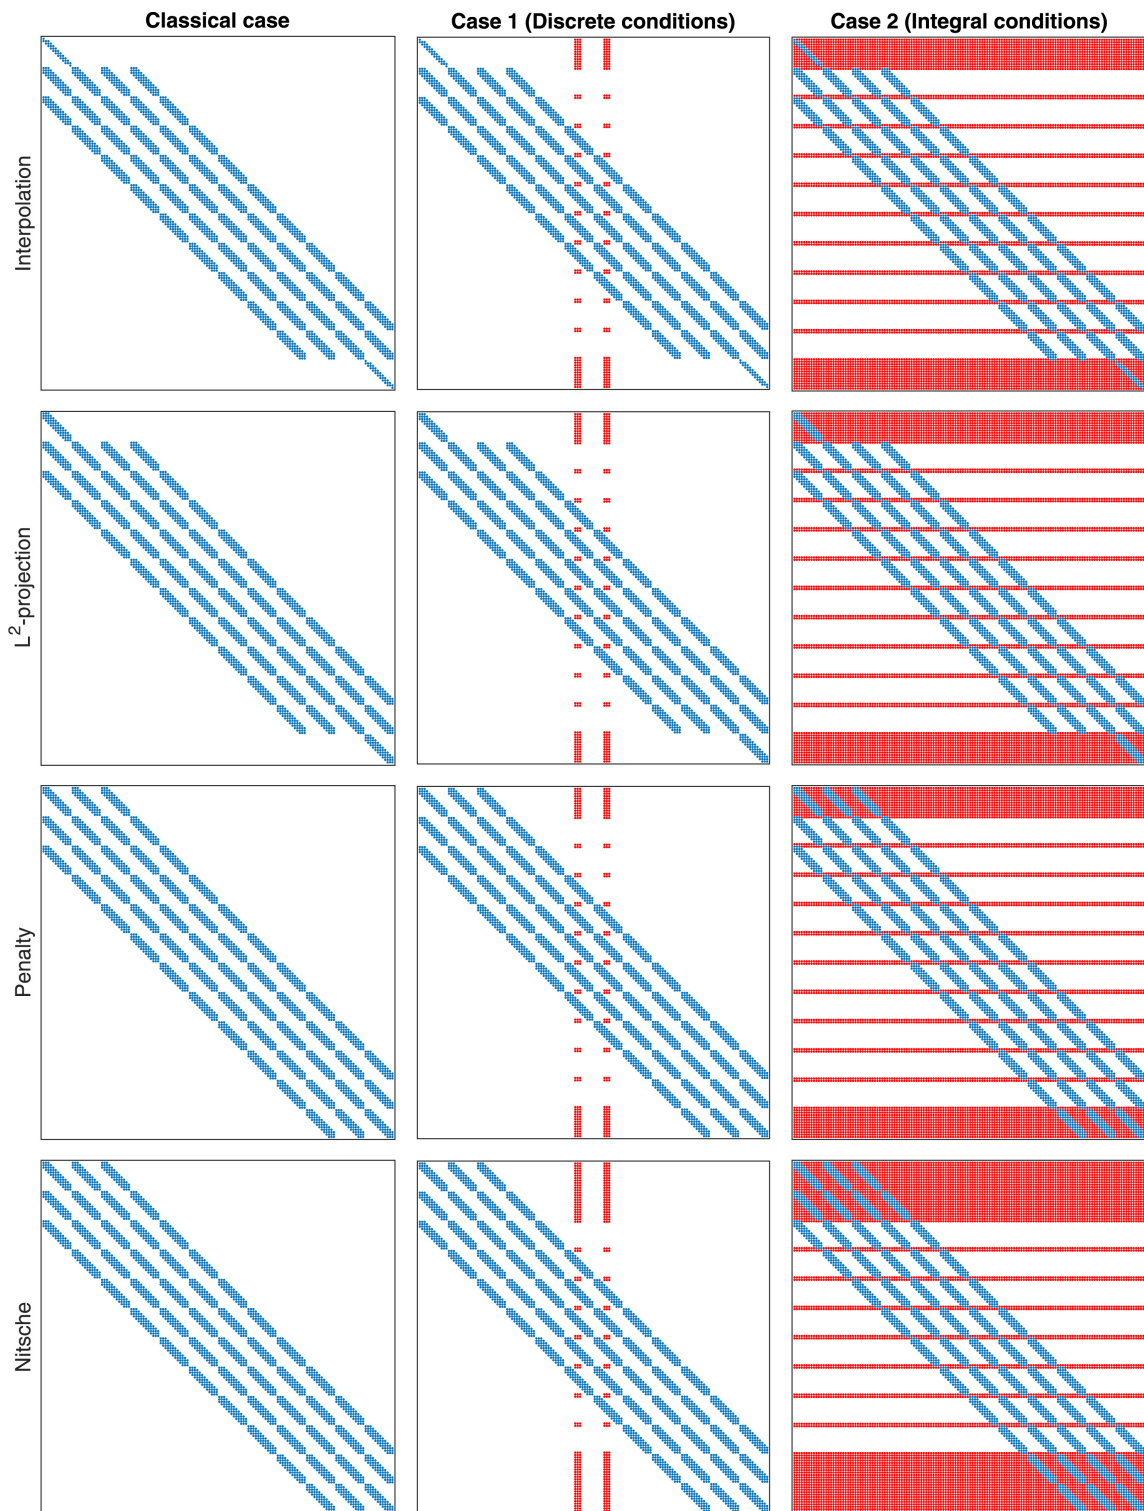 Classical case
Case 1 (Discrete conditions)
Case 2 (Integral conditions)
Interpolation
L²-projection
Penalty
Nitsche